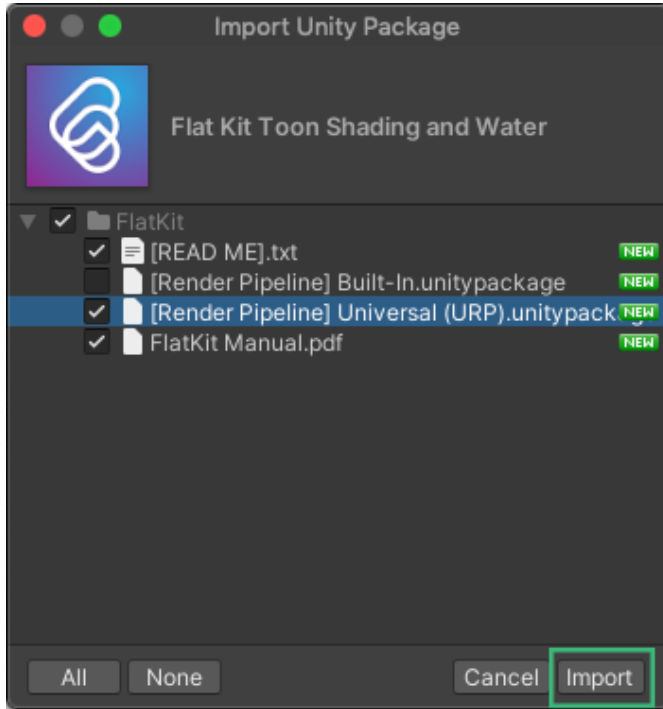 Import Unity Package
Flat Kit Toon Shading and Water
FlatKit
[READ ME].txt NEW
[Render Pipeline] Built-In.unitypackage NEW
[Render Pipeline] Universal (URP).unitypack NEW
FlatKit Manual.pdf NEW
All None Cancel Import